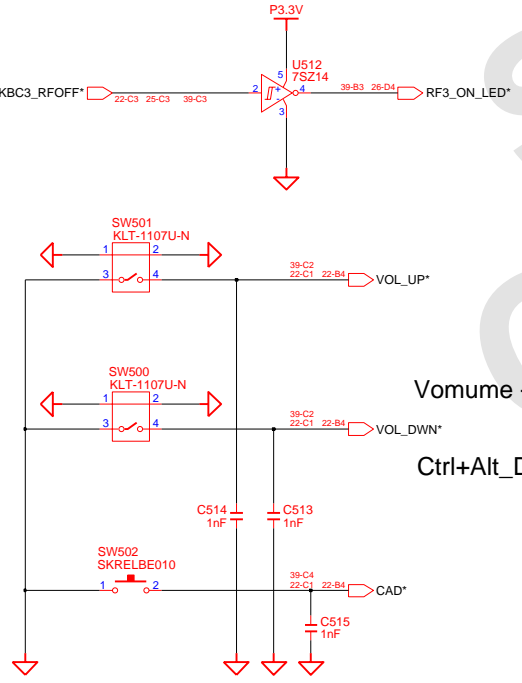 P3.3V
U512
7SZ14
5
KBC3_RFOFF*
22-C3 25-C3 39-C3
2
4
39-B3 26-D4
RF3_ON_LED*
3
SW501
KLT-1107U-N
1 2
3 4
39-C2
22-C1 22-B4
VOL_UP*
SW500
KLT-1107U-N
1 2
3 4
39-C2
22-C1 22-B4
VOL_DWN*
Vomume
Ctrl+Alt_D
C514
1nF
C513
1nF
SW502
SKRELBE010
1 2
39-C4
22-C1 22-B4
CAD*
C515
1nF